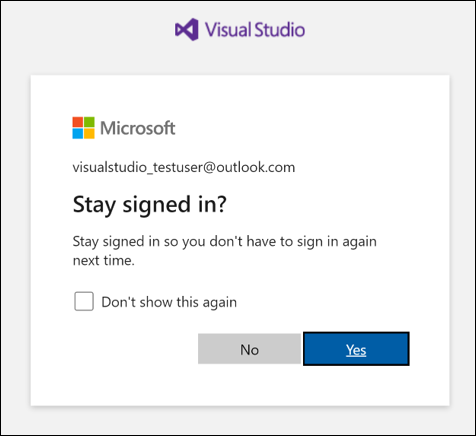 Visual Studio
Microsoft
visualstudio_testuser@outlook.com
Stay signed in?
Stay signed in so you don't have to sign in again
next time.
Don't show this again
No
Yes